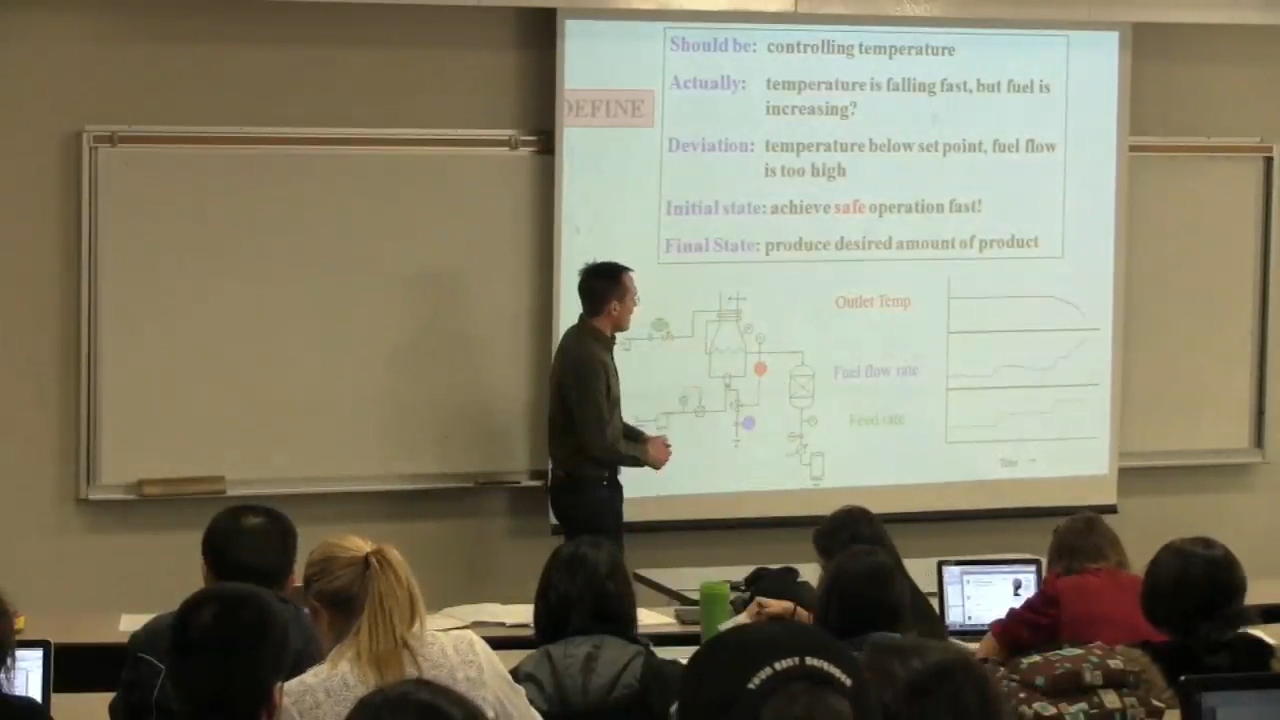 Should be: controlling temperature
Actually: temperature is falling fast, but fuel is
increasing?
DEFINE
Deviation: temperature below set point, fuel flow
is too high
Initial state: achieve safe operation fast!
Final State: produce desired amount of product
Outlet Temp
Fuel flow rate
Feed rate
Time